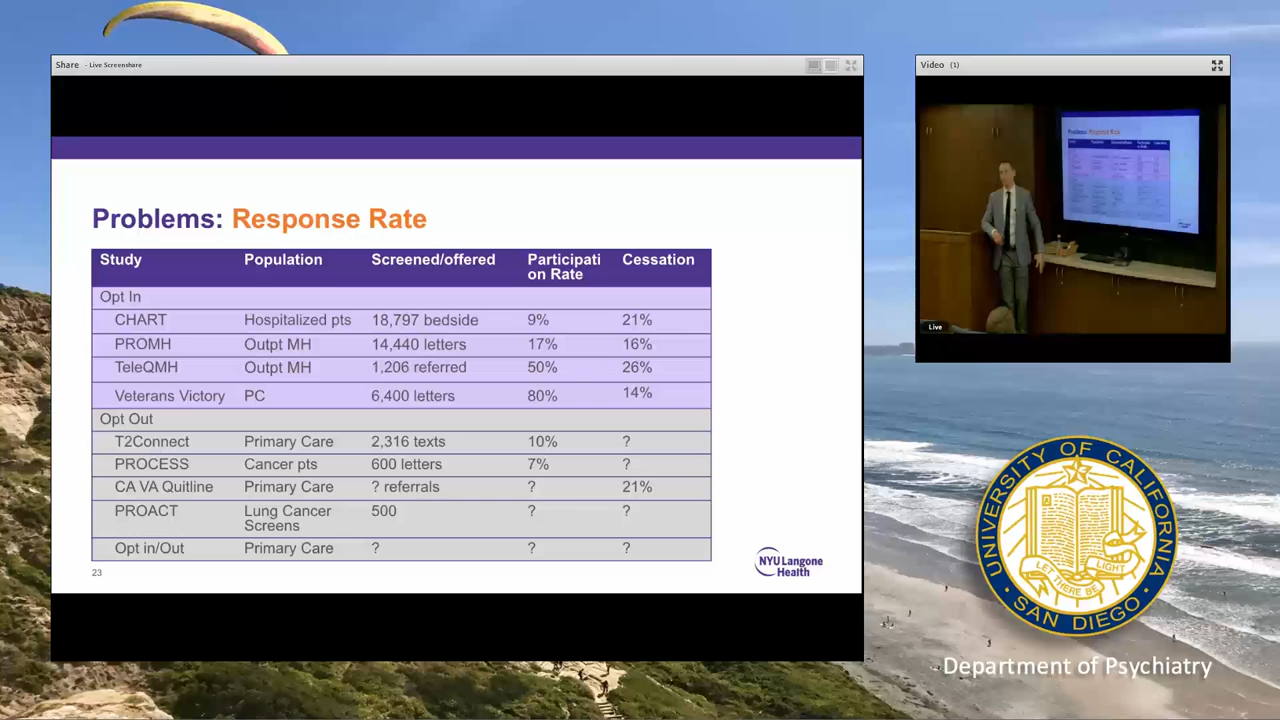 Share - Live Screenshare
Problems: Response Rate
Study Population Screened/offered Participati on Rate Cessation
Opt In
CHART Hospitalized pts 18,797 bedside 9% 21%
PROMH Outpt MH 14,440 letters 17% 16%
TeleQMH Outpt MH 1,206 referred 50% 26%
Veterans Victory PC 6,400 letters 80% 14%
Opt Out
T2Connect Primary Care 2,316 texts 10% ?
PROCESS Cancer pts 600 letters 7% ?
CA VA Quitline Primary Care ? referrals ? 21%
PROACT Lung Cancer Screens 500 ? ?
Opt in/Out Primary Care ? ? ?
23
NYU Langone
Health
Video (1)
Problems: Response Rate
Live
UNIVERSITY OF CALIFORNIA
LET THERE BE LIGHT
SAN DIEGO
Department of Psychiatry